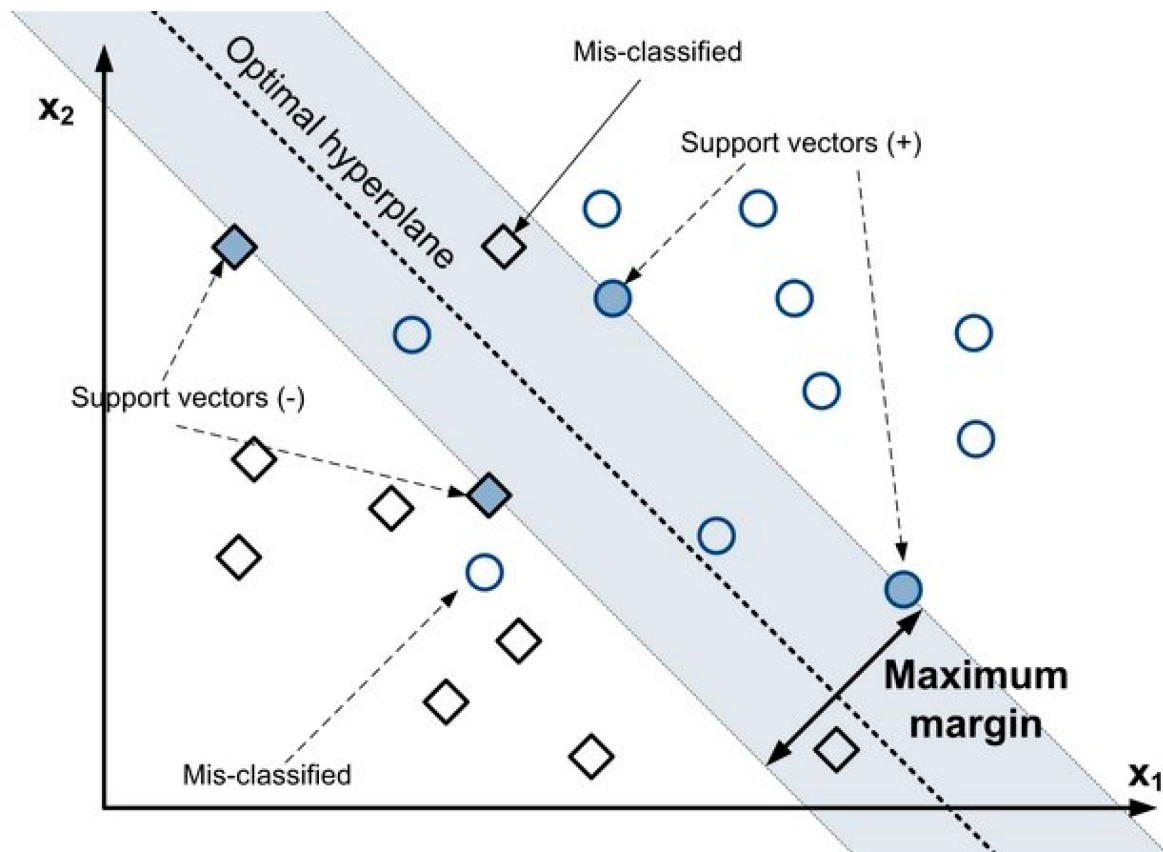 Mis-classified
x₂
Optimal hyperplane
Support vectors (+)
Support vectors (-)
Maximum
margin
Mis-classified
x₁